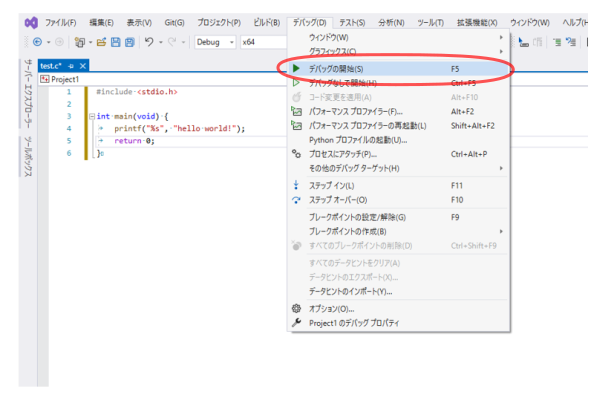 ファイル(F) 編集(E) 表示(V) Git(G) プロジェクト(P) ビルド(B) デバッグ(D) テスト(S) 分析(N) ツール(T) 拡張機能(X) ウィンドウ(W) ヘルプ(H
Debug x64
サーバー エクスプローラー
ツールボックス
test.c*
Project1
1 #include <stdio.h>
2
3 int main(void) {
4 printf("%s", "hello world!");
5 return 0;
6 }
ウィンドウ(W)
グラフィックス(C)
デバッグの開始(S) F5
デバッグなしで開始(H) Ctrl+F5
コード変更を適用(A) Alt+F10
パフォーマンス プロファイラー(F)... Alt+F2
パフォーマンス プロファイラーの再起動(L) Shift+Alt+F2
Python プロファイルの起動(U)...
プロセスにアタッチ(P)... Ctrl+Alt+P
その他のデバッグ ターゲット(H)
ステップ イン(L) F11
ステップ オーバー(O) F10
ブレークポイントの設定/解除(G) F9
ブレークポイントの作成(B)
すべてのブレークポイントの削除(D) Ctrl+Shift+F9
すべてのデータヒントをクリア(A)
データヒントのエクスポート(X)...
データヒントのインポート(Y)...
オプション(O)...
Project1 のデバッグ プロパティ